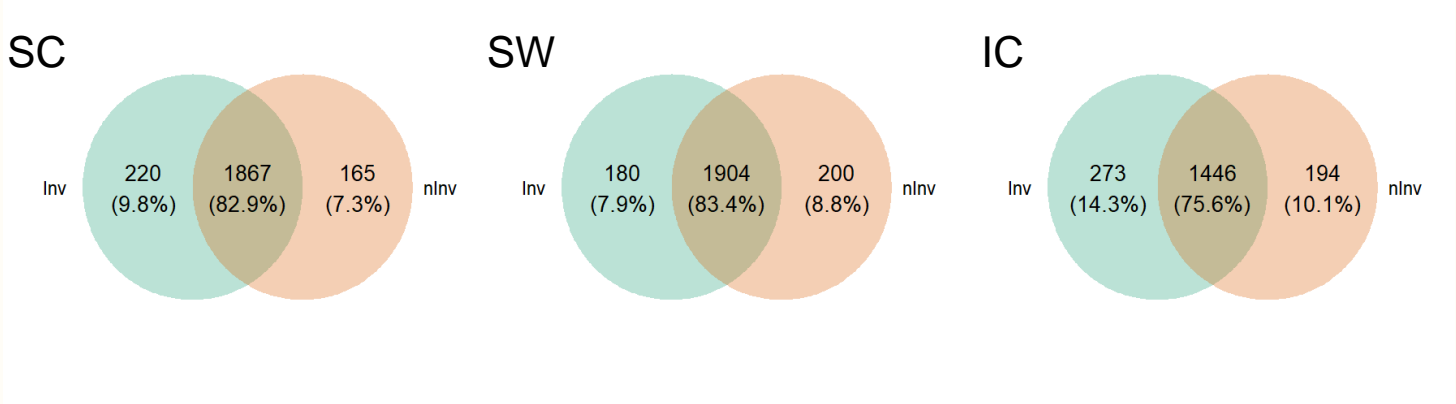 SC
Inv
220
(9.8%)
1867
(82.9%)
165
(7.3%)
nInv
SW
Inv
180
(7.9%)
1904
(83.4%)
200
(8.8%)
nInv
IC
Inv
273
(14.3%)
1446
(75.6%)
194
(10.1%)
nInv